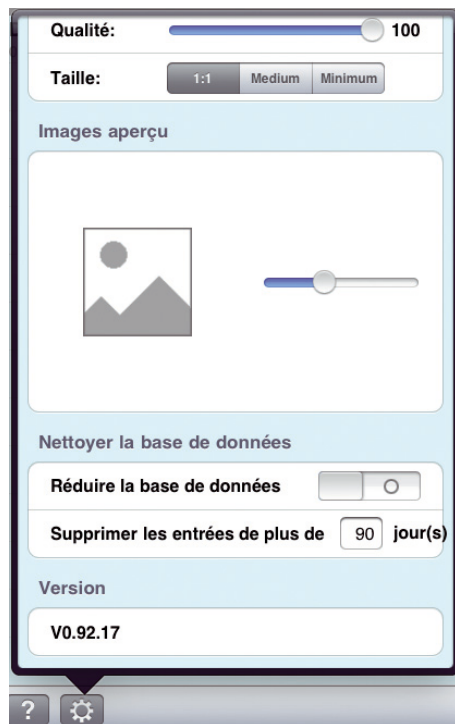 Qualité: 100
Taille: 1:1 Medium Minimum
Images aperçu
Nettoyer la base de données
Réduire la base de données
Supprimer les entrées de plus de 90 jour(s)
Version
V0.92.17
?